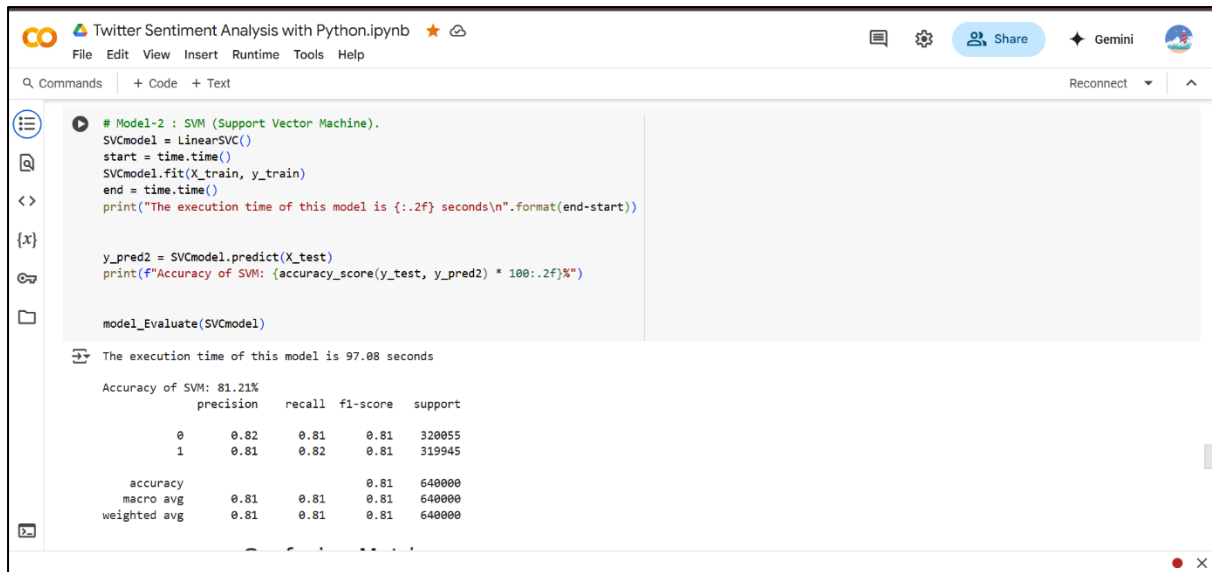 Twitter Sentiment Analysis with Python.ipynb
File Edit View Insert Runtime Tools Help
Share
Gemini
Commands + Code + Text
Reconnect
# Model-2 : SVM (Support Vector Machine).
SVCmodel = LinearSVC()
start = time.time()
SVCmodel.fit(X_train, y_train)
end = time.time()
print("The execution time of this model is {:.2f} seconds\n".format(end-start))
y_pred2 = SVCmodel.predict(X_test)
print(f"Accuracy of SVM: {accuracy_score(y_test, y_pred2) * 100:.2f}%")
model_Evaluate(SVCmodel)
The execution time of this model is 97.08 seconds
Accuracy of SVM: 81.21%
precision recall f1-score support
0 0.82 0.81 0.81 320055
1 0.81 0.82 0.81 319945
accuracy 0.81 640000
macro avg 0.81 0.81 0.81 640000
weighted avg 0.81 0.81 0.81 640000